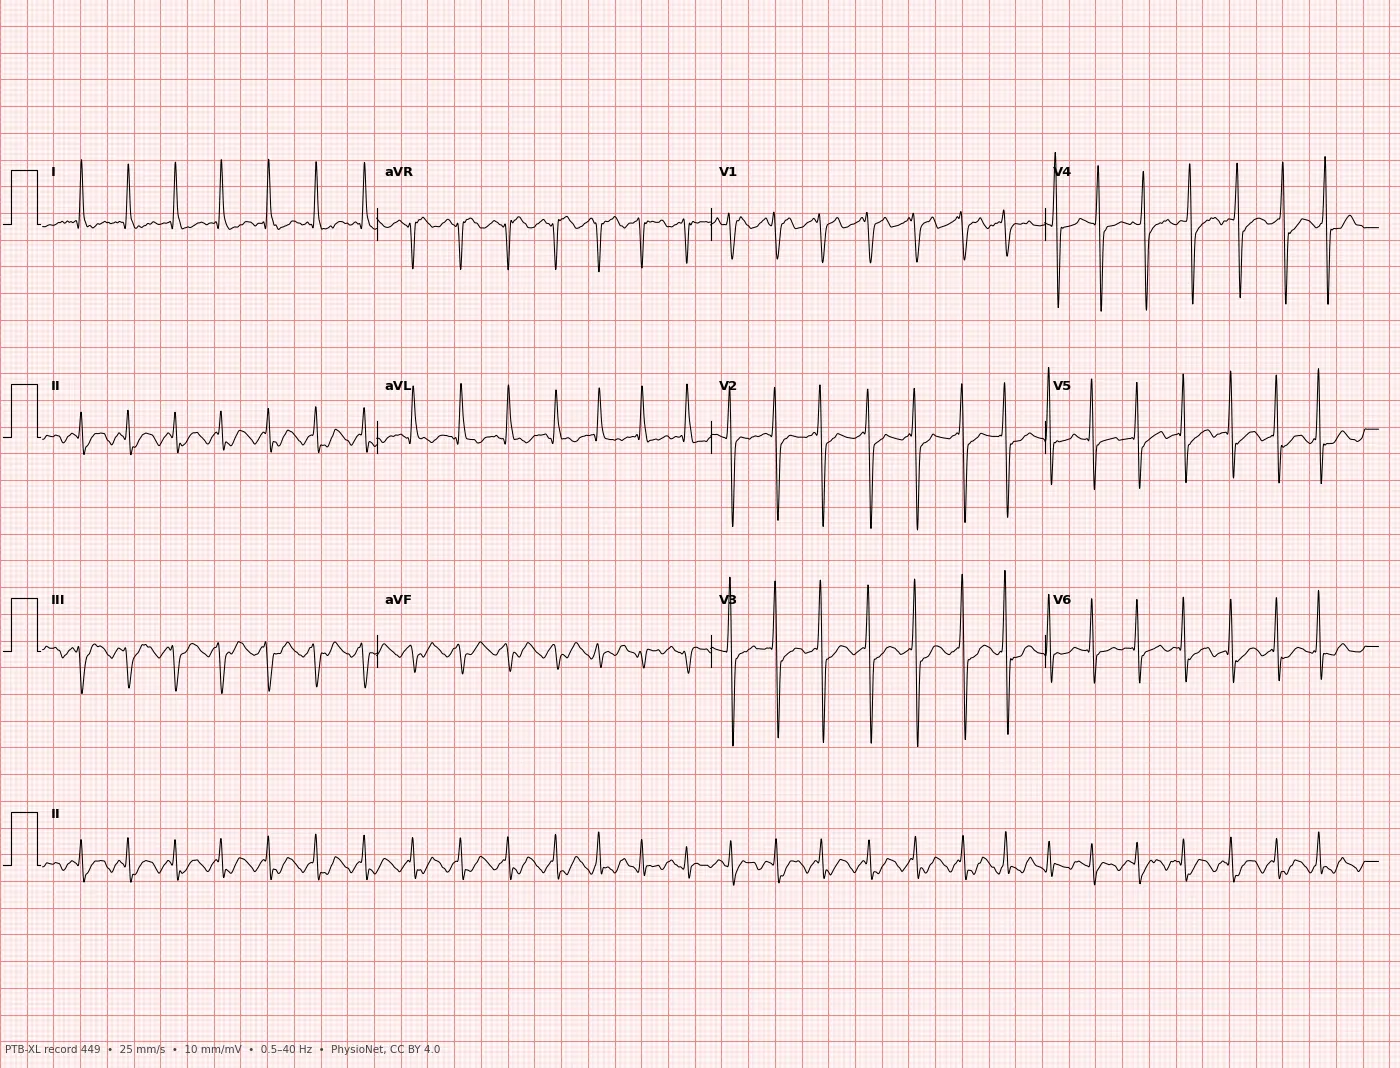 I aVR V1 V4
II aVL V2 V5
III aVF V3 V6
II
PTB-XL record 449 • 25 mm/s • 10 mm/mV • 0.5–40 Hz • PhysioNet, CC BY 4.0